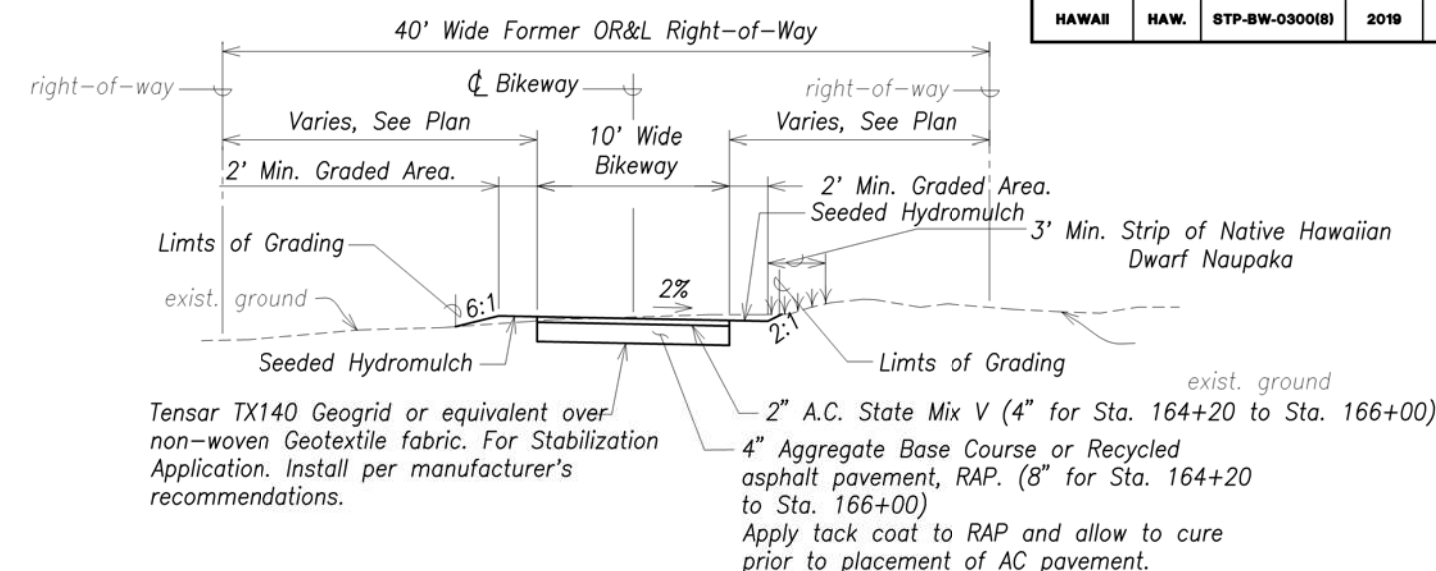 HAWAII HAW. STP-BW-0300(8) 2019
40' Wide Former OR&L Right-of-Way
right-of-way
℄ Bikeway
right-of-way
Varies, See Plan
10' Wide
Bikeway
Varies, See Plan
2' Min. Graded Area.
2' Min. Graded Area.
Seeded Hydromulch
3' Min. Strip of Native Hawaiian
Dwarf Naupaka
Limts of Grading
exist. ground
6:1
2%
2:1
Seeded Hydromulch
Limts of Grading
exist. ground
Tensar TX140 Geogrid or equivalent over
non-woven Geotextile fabric. For Stabilization
Application. Install per manufacturer's
recommendations.
2" A.C. State Mix V (4" for Sta. 164+20 to Sta. 166+00)
4" Aggregate Base Course or Recycled
asphalt pavement, RAP. (8" for Sta. 164+20
to Sta. 166+00)
Apply tack coat to RAP and allow to cure
prior to placement of AC pavement.